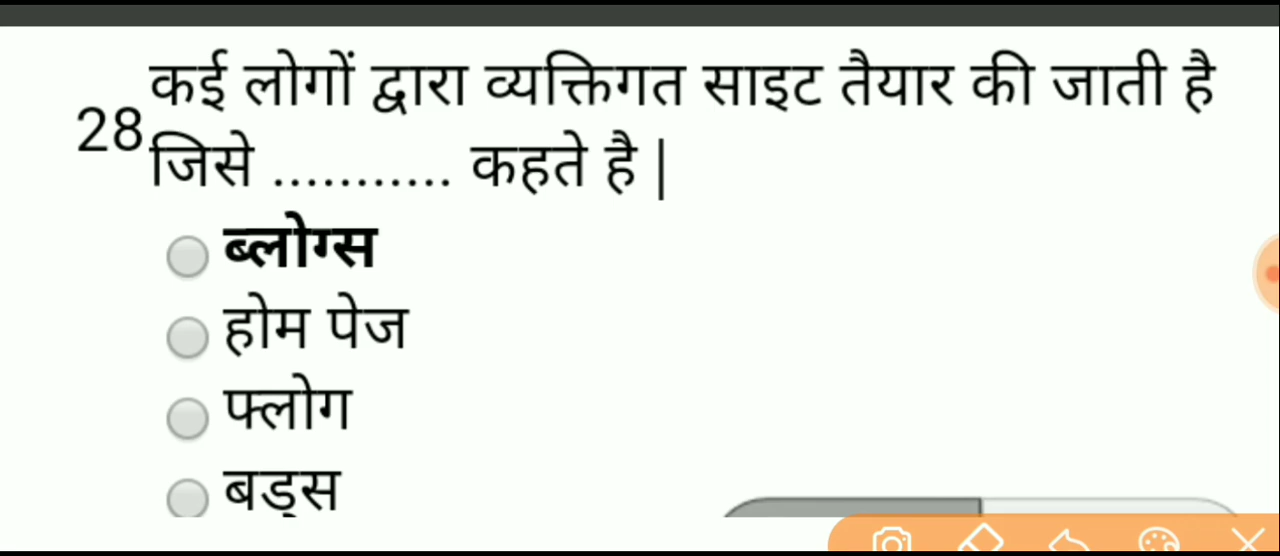 कई लोगों द्वारा व्यक्तिगत साइट तैयार की जाती है
28 जिसे ........... कहते है |
ब्लोग्स
होम पेज
फ्लोग
बड्स